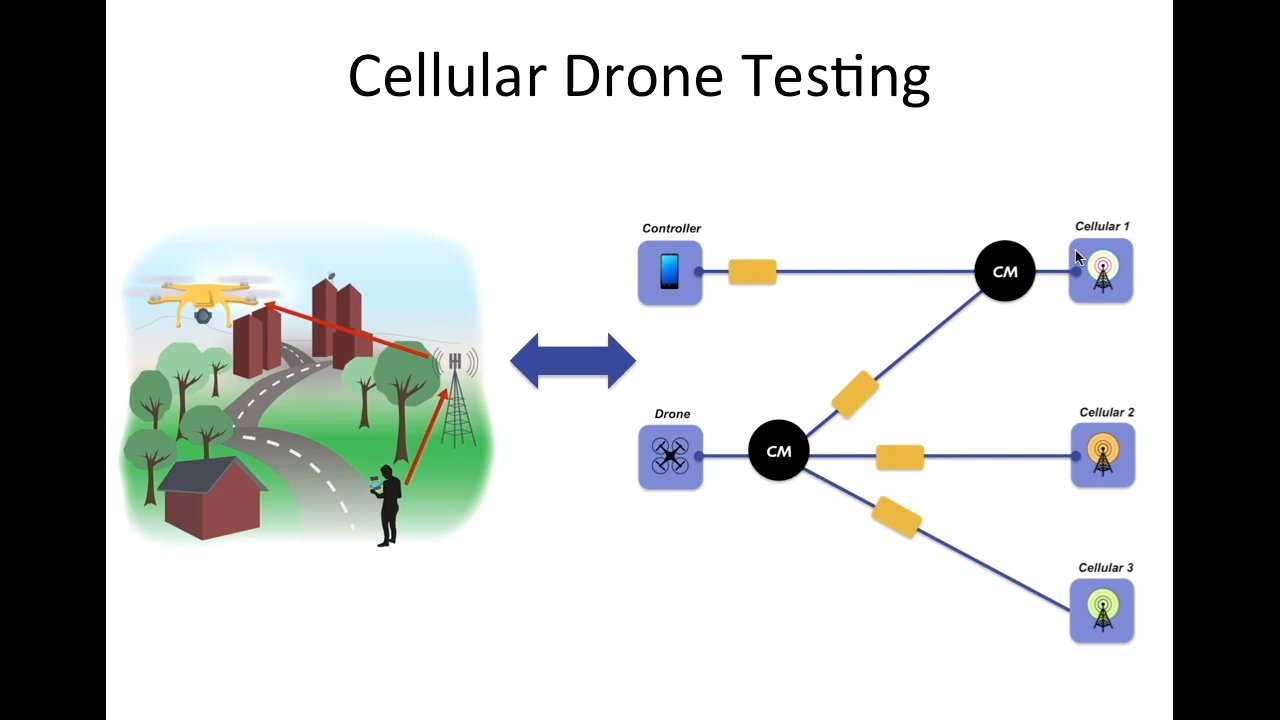 Cellular Drone Testing
Controller
Cellular 1
CM
Drone
Cellular 2
CM
Cellular 3